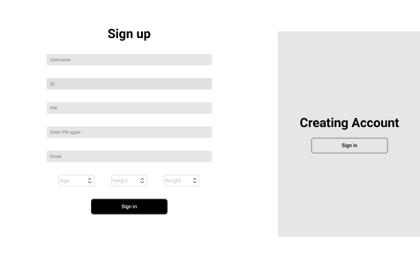 Sign up
Username
ID
PW
Enter PW again
Email
Age
Height
Weight
Sign in
Creating Account
Sign in